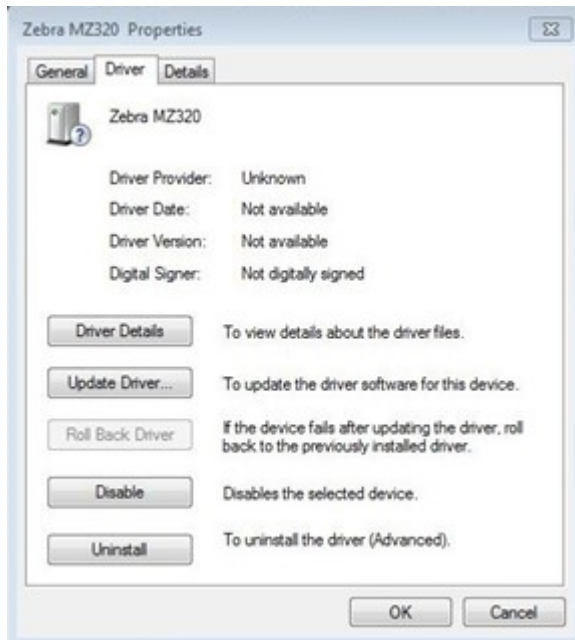 Zebra MZ320 Properties
General Driver Details
Zebra MZ320
Driver Provider: Unknown
Driver Date: Not available
Driver Version: Not available
Digital Signer: Not digitally signed
Driver Details To view details about the driver files.
Update Driver... To update the driver software for this device.
Roll Back Driver If the device fails after updating the driver, roll
back to the previously installed driver.
Disable Disables the selected device.
Uninstall To uninstall the driver (Advanced).
OK Cancel